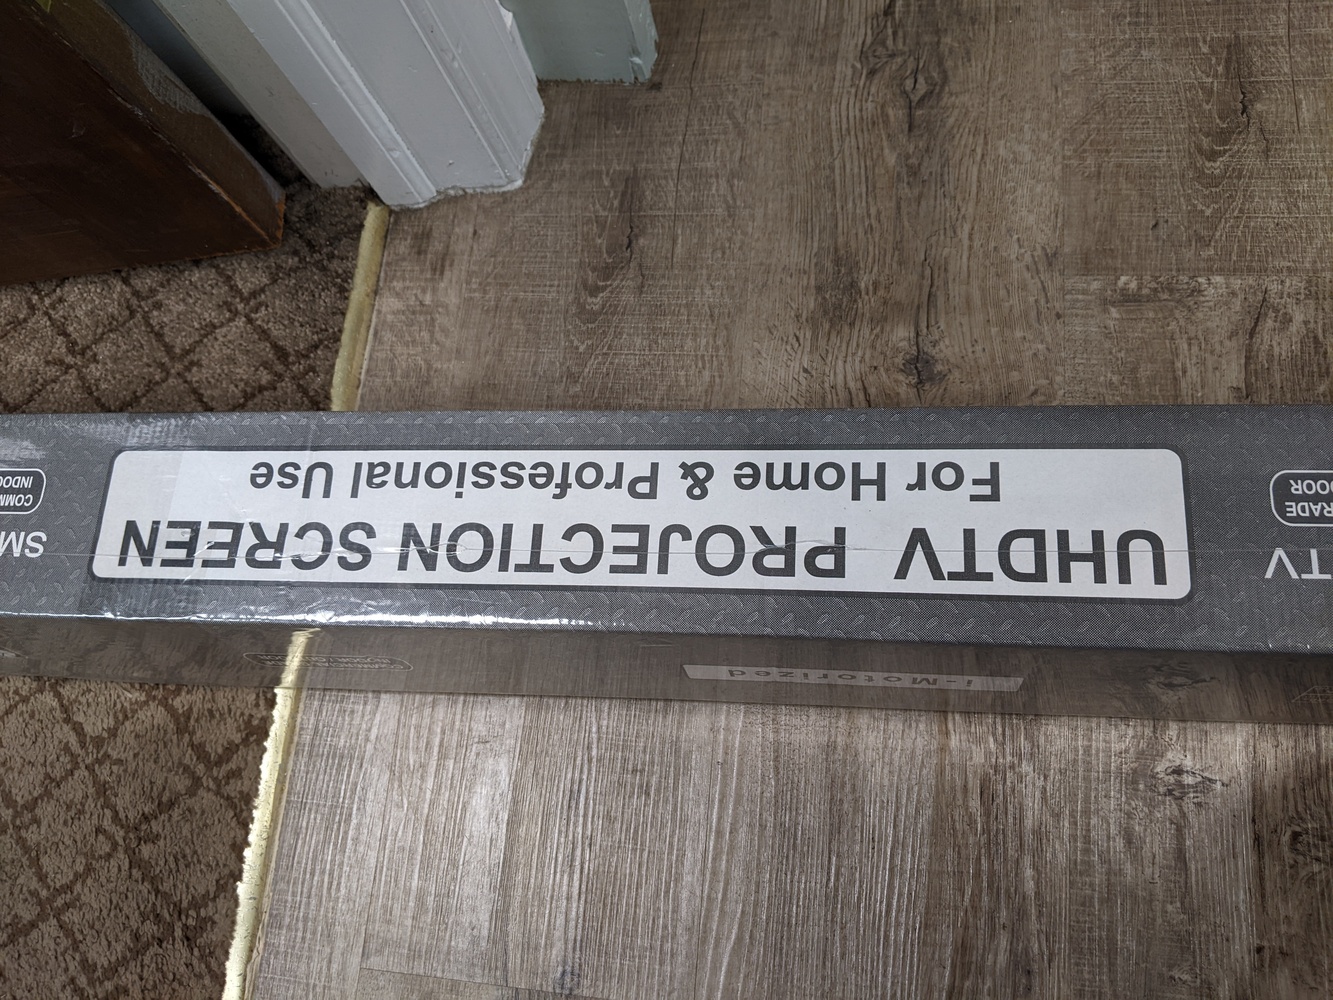 UHDTV PROJECTION SCREEN
For Home & Professional Use
i-Motorized